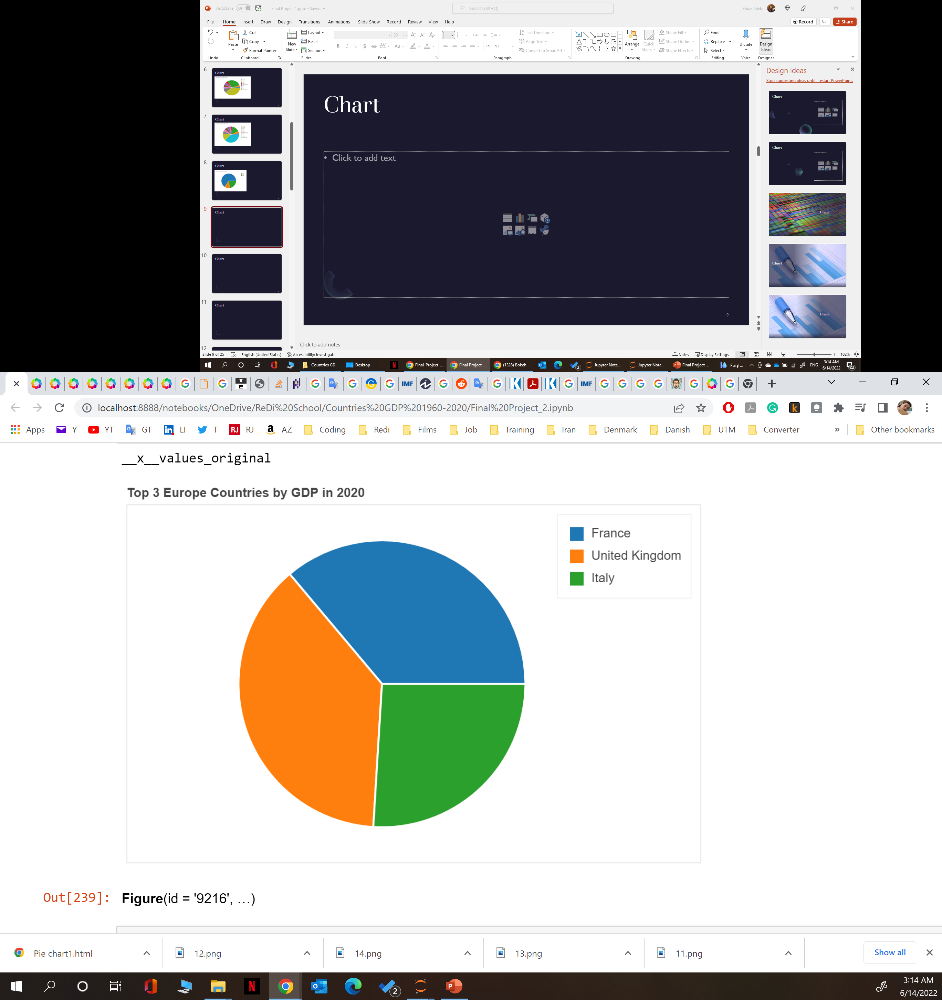 AutoSave On
Final Project 1.pptx • Saved
Search (Alt+Q)
Elnaz Talebi
File Home Insert Draw Design Transitions Animations Slide Show Record Review View Help
Record
Share
Cut
Copy
Format Painter
Paste
New
Slide
Layout
Reset
Section
20
Text Direction
Align Text
Convert to SmartArt
Arrange
Quick
Styles
Shape Fill
Shape Outline
Shape Effects
Find
Replace
Select
Dictate
Design
Ideas
Undo Clipboard Slides Font Paragraph Drawing Editing Voice Designer
6
Chart
7
Chart
8
Chart
9
Chart
10
Chart
11
Chart
12
Chart
• Click to add text
9
Click to add notes
Design Ideas
Stop suggesting ideas until I restart PowerPoint.
Chart
Chart
Chart
Chart
Chart
Slide 9 of 25 English (United States) Accessibility: Investigate
Notes Display Settings 102%
Countries GD... Desktop Final_Project_... Final Project_... (1328) Bokeh ... Jupyter Note... Jupyter Note... Final Project ... Fugt... ENG
3:14 AM
6/14/2022
22
localhost:8888/notebooks/OneDrive/ReDi%20School/Countries%20GDP%201960-2020/Final%20Project_2.ipynb
Apps Y YT GT LI T RJ AZ Coding Redi Films Job Training Iran Denmark Danish UTM Converter » Other bookmarks
__x__values_original
Top 3 Europe Countries by GDP in 2020
France
United Kingdom
Italy
Out[239]: Figure(id = '9216', …)
Pie chart1.html 12.png 14.png 13.png 11.png Show all
2
3:14 AM
6/14/2022